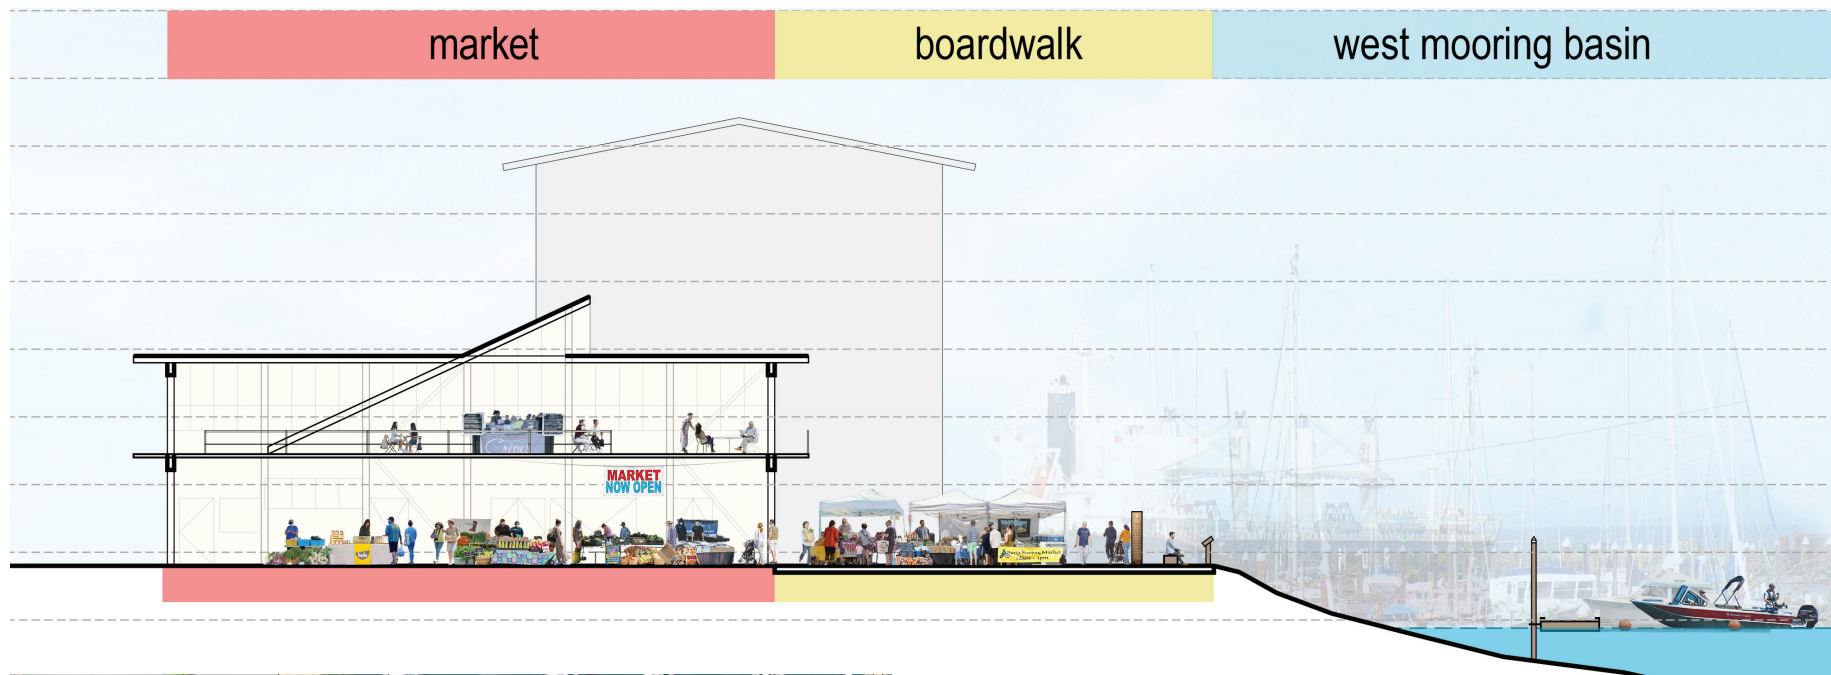 market
boardwalk
west mooring basin
MARKET
NOW OPEN